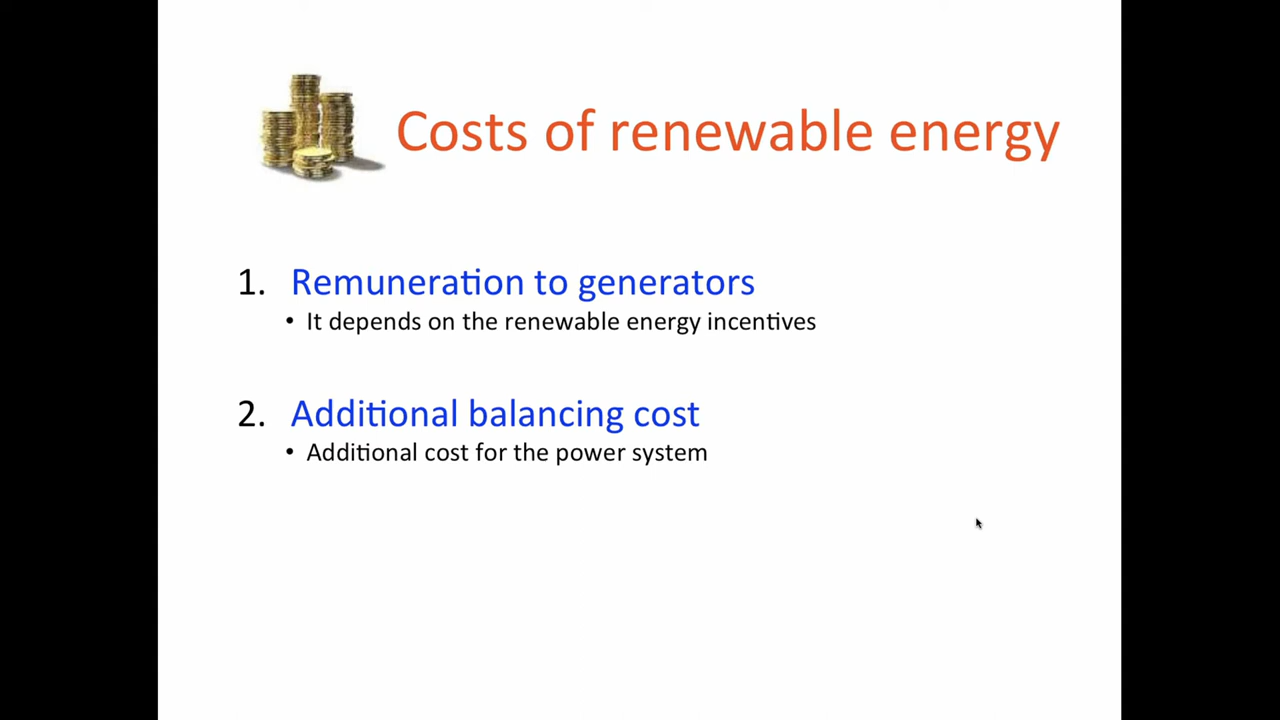 Costs of renewable energy
1. Remuneration to generators
• It depends on the renewable energy incentives
2. Additional balancing cost
• Additional cost for the power system